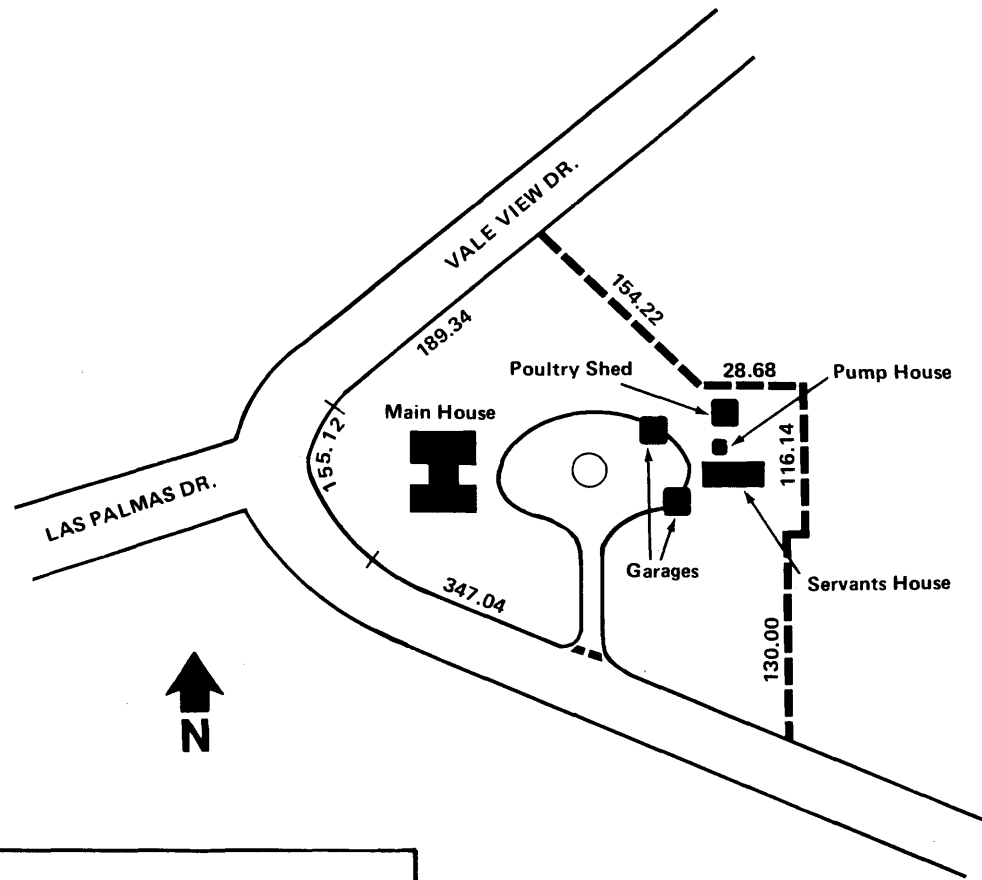 VALE VIEW DR.
154.22
189.34
Poultry Shed
28.68
Pump House
Main House
155.12
116.14
LAS PALMAS DR.
Garages
Servants House
347.04
130.00
N